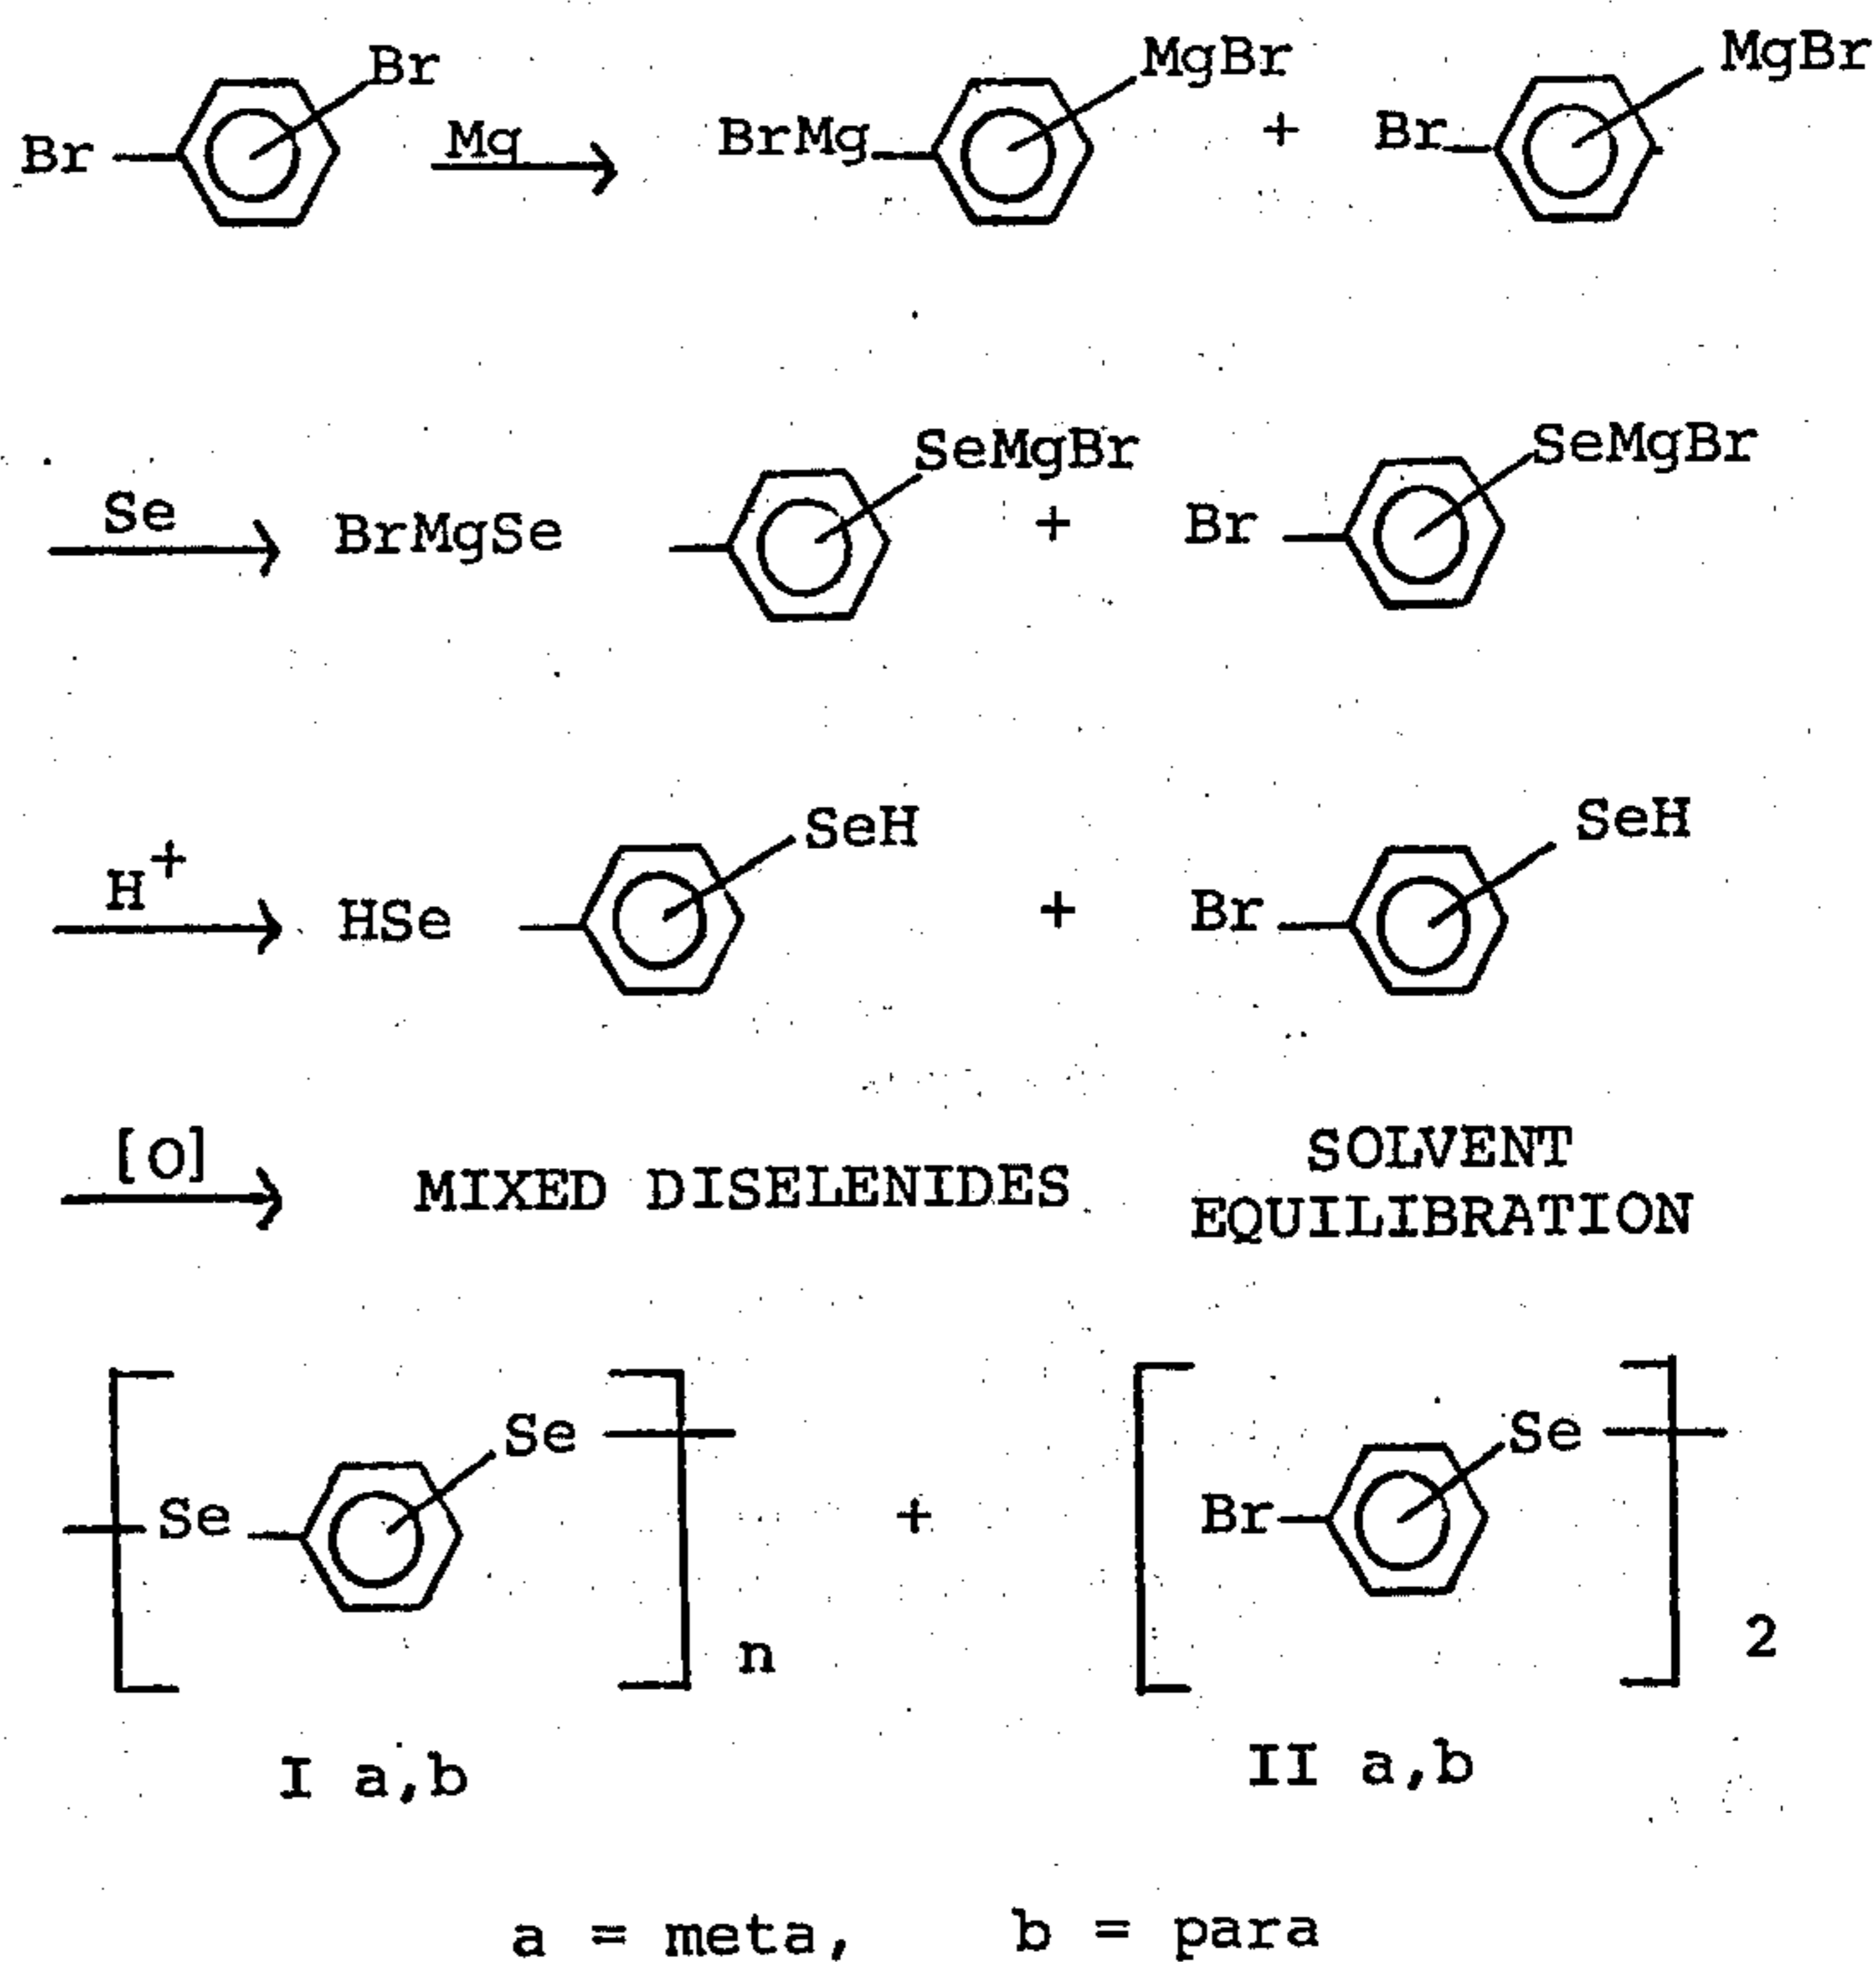 Br Br Mg BrMg MgBr + Br MgBr
Se BrMgSe SeMgBr + Br SeMgBr
H+ HSe SeH + Br SeH
[O] MIXED DISELENIDES SOLVENT
EQUILIBRATION
Se Se n + Br Se 2
I a,b II a,b
a = meta, b = para